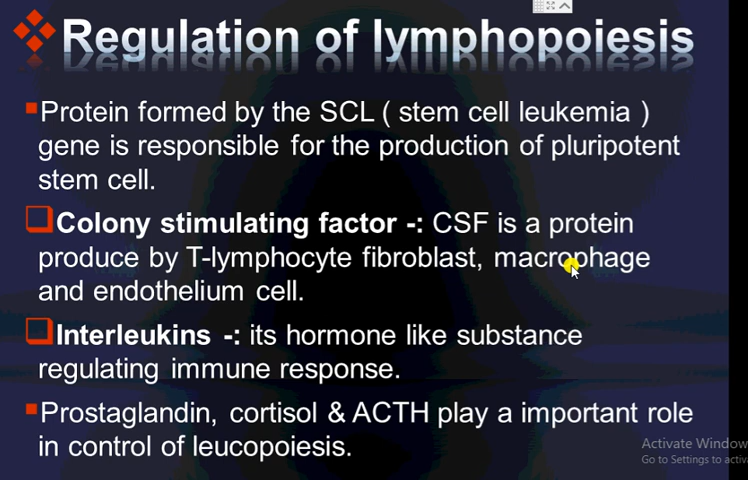 Regulation of lymphopoiesis
Protein formed by the SCL ( stem cell leukemia )
gene is responsible for the production of pluripotent
stem cell.
Colony stimulating factor -: CSF is a protein
produce by T-lymphocyte fibroblast, macrophage
and endothelium cell.
Interleukins -: its hormone like substance
regulating immune response.
Prostaglandin, cortisol & ACTH play a important role
in control of leucopoiesis.
Activate Window
Go to Settings to activ